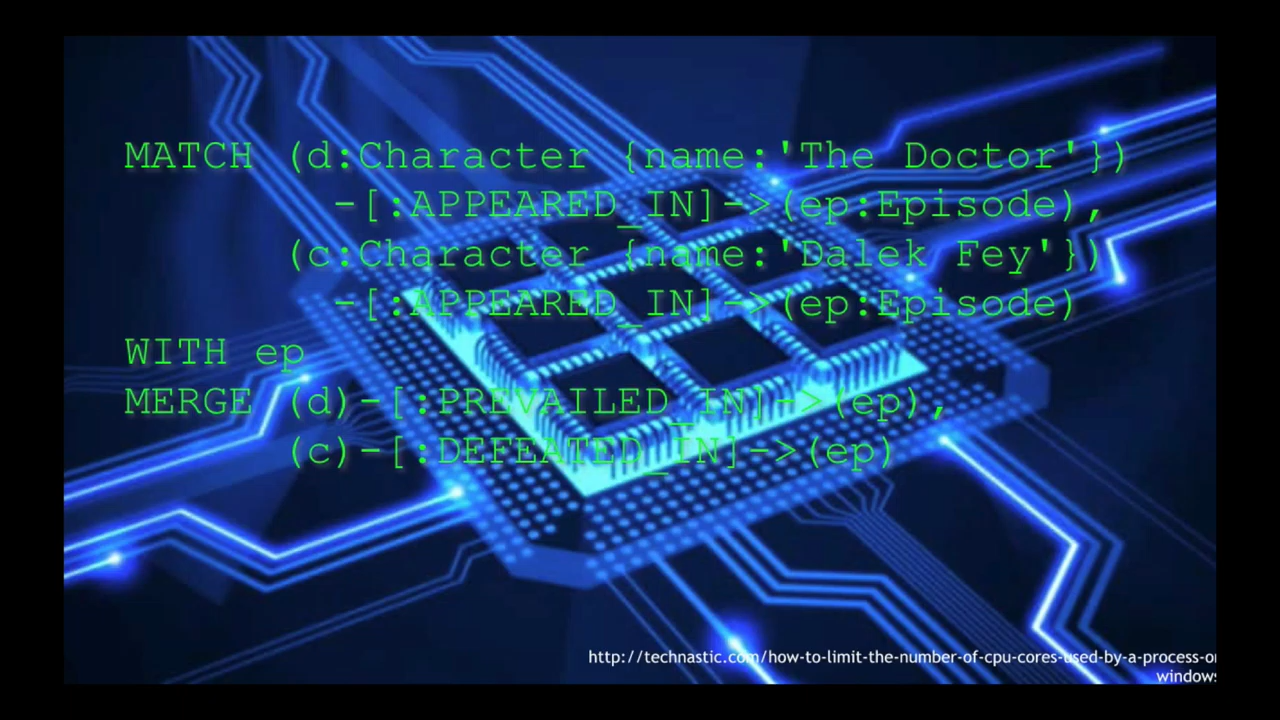 MATCH (d:Character {name:'The Doctor'})
-[:APPEARED_IN]->(ep:Episode),
(c:Character {name:'Dalek Fey'})
-[:APPEARED_IN]->(ep:Episode)
WITH ep
MERGE (d)-[:PREVAILED_IN]->(ep),
(c)-[:DEFEATED_IN]->(ep)
http://technastic.com/how-to-limit-the-number-of-cpu-cores-used-by-a-process-o
windows